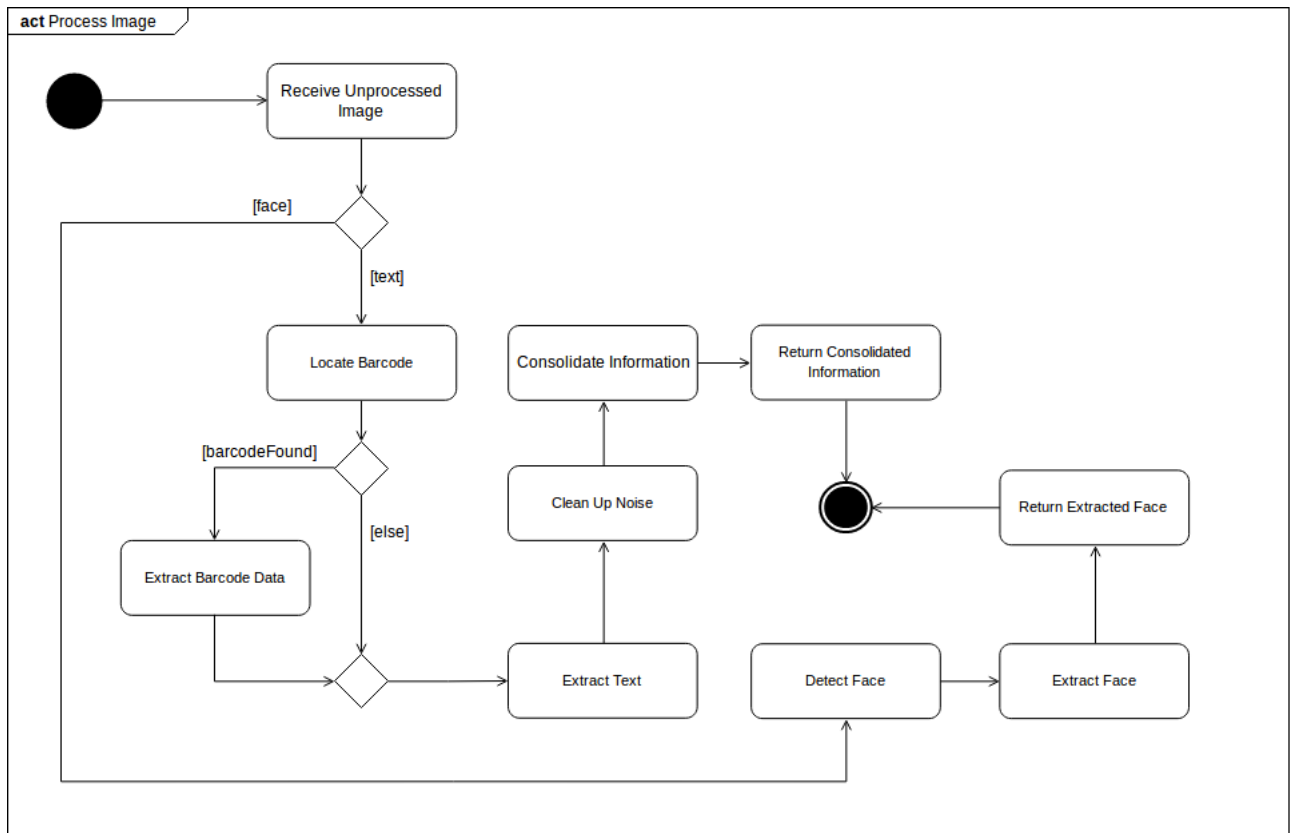 act Process Image
Receive Unprocessed
Image
[face]
[text]
Locate Barcode
Consolidate Information
Return Consolidated
Information
[barcodeFound]
Clean Up Noise
Return Extracted Face
[else]
Extract Barcode Data
Extract Text
Detect Face
Extract Face